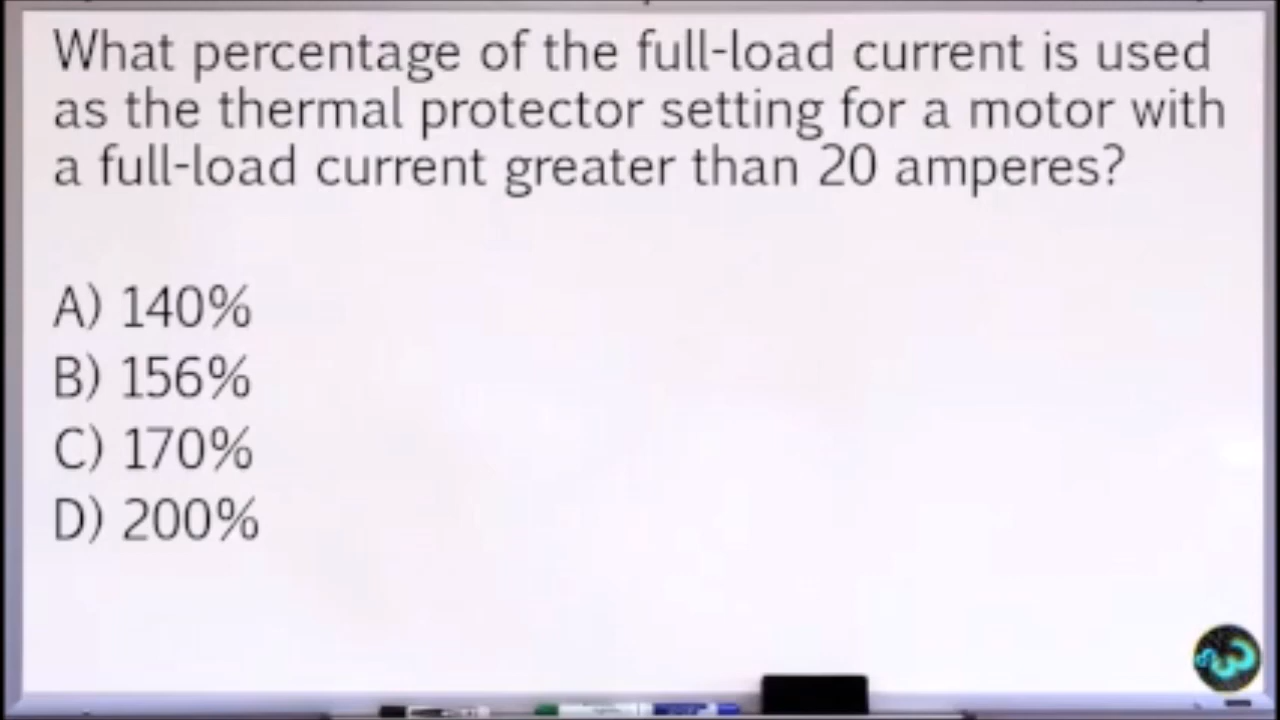 What percentage of the full-load current is used
as the thermal protector setting for a motor with
a full-load current greater than 20 amperes?
A) 140%
B) 156%
C) 170%
D) 200%